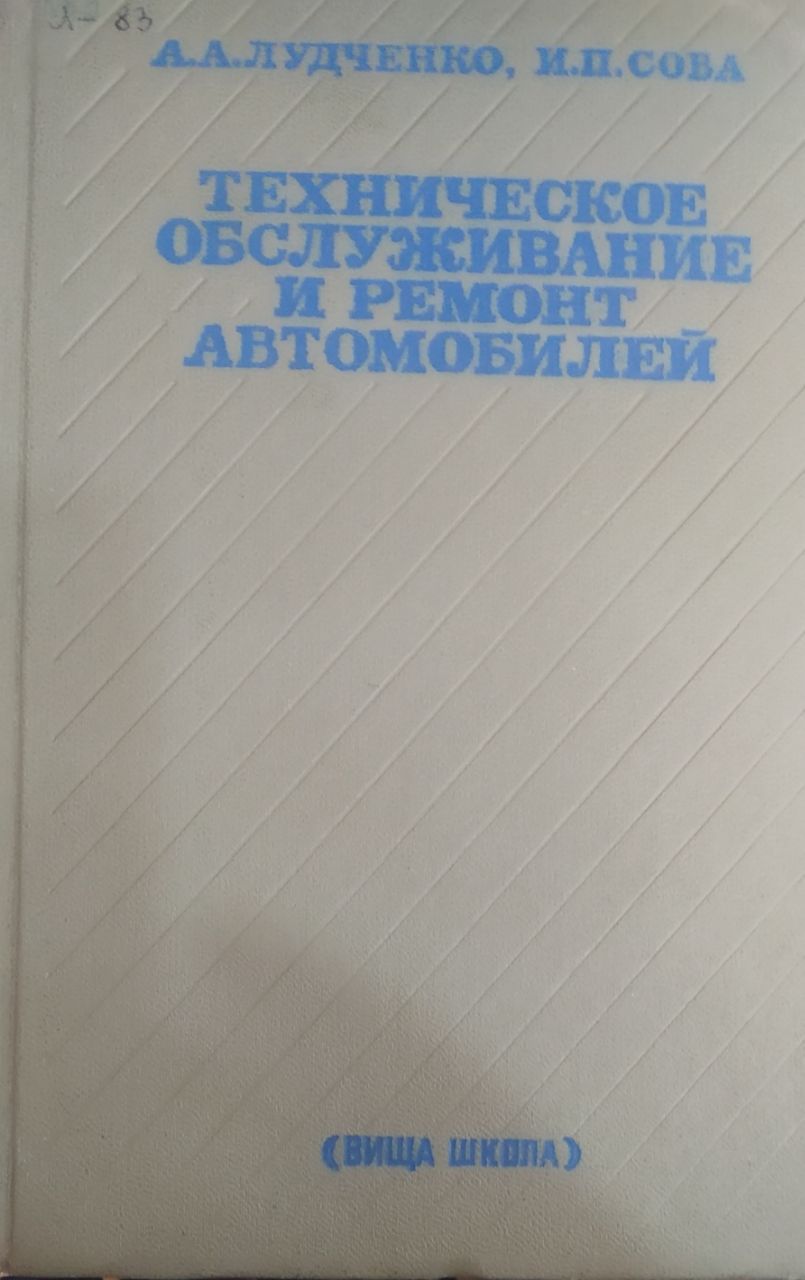 Л- 83
А.А.ЛУДЧЕНКО, И.П.СОВА
ТЕХНИЧЕСКОЕ
ОБСЛУЖИВАНИЕ
И РЕМОНТ
АВТОМОБИЛЕЙ
(ВИЩА ШКОЛА)